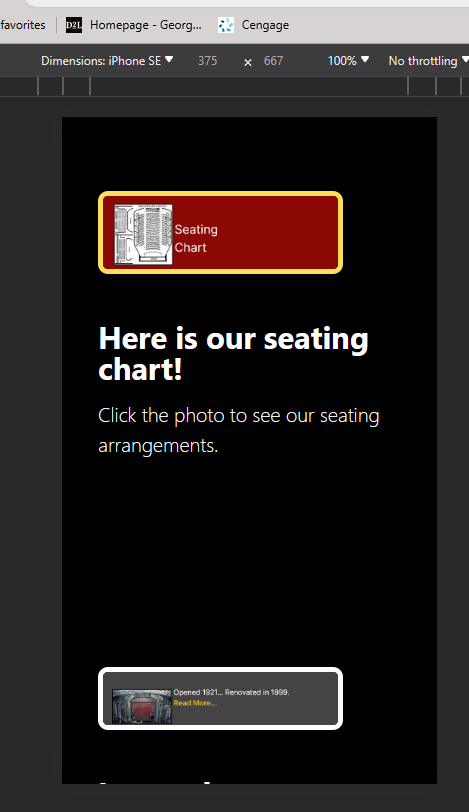 favorites
D2L Homepage - Georg...
Cengage
Dimensions: iPhone SE
375
×
667
100%
No throttling
Seating
Chart
Here is our seating
chart!
Click the photo to see our seating
arrangements.
Opened 1921... Renovated in 1999.
Read More...